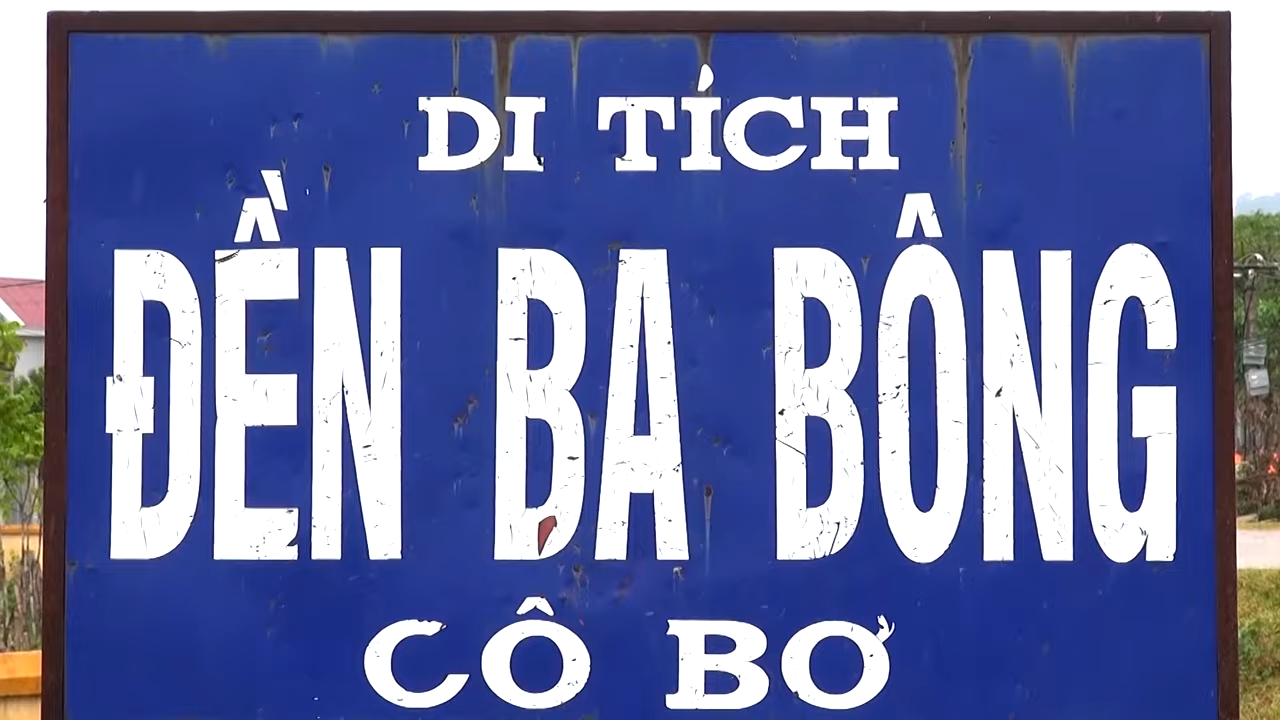 DI TÍCH
ĐỀN BA BÔNG
CÔ BƠ